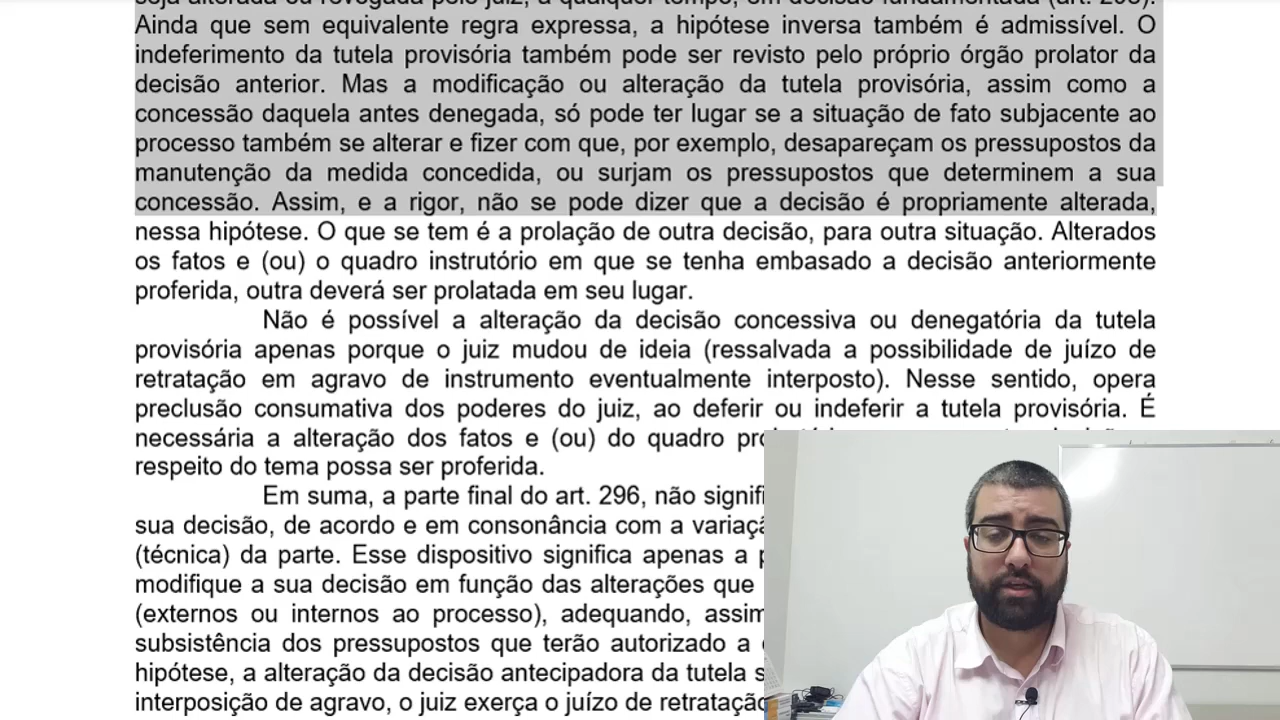 Ainda que sem equivalente regra expressa, a hipótese inversa também é admissível. O
indeferimento da tutela provisória também pode ser revisto pelo próprio órgão prolator da
decisão anterior. Mas a modificação ou alteração da tutela provisória, assim como a
concessão daquela antes denegada, só pode ter lugar se a situação de fato subjacente ao
processo também se alterar e fizer com que, por exemplo, desapareçam os pressupostos da
manutenção da medida concedida, ou surjam os pressupostos que determinem a sua
concessão. Assim, e a rigor, não se pode dizer que a decisão é propriamente alterada,
nessa hipótese. O que se tem é a prolação de outra decisão, para outra situação. Alterados
os fatos e (ou) o quadro instrutório em que se tenha embasado a decisão anteriormente
proferida, outra deverá ser prolatada em seu lugar.
Não é possível a alteração da decisão concessiva ou denegatória da tutela
provisória apenas porque o juiz mudou de ideia (ressalvada a possibilidade de juízo de
retratação em agravo de instrumento eventualmente interposto). Nesse sentido, opera
preclusão consumativa dos poderes do juiz, ao deferir ou indeferir a tutela provisória. É
necessária a alteração dos fatos e (ou) do quadro
respeito do tema possa ser proferida.
Em suma, a parte final do art. 296, não
sua decisão, de acordo e em consonância com a
(técnica) da parte. Esse dispositivo significa apenas a
modifique a sua decisão em função das alterações que
(externos ou internos ao processo), adequando,
subsistência dos pressupostos que terão autorizado a
hipótese, a alteração da decisão antecipadora da tutela
interposição de agravo, o juiz exerça o juízo de